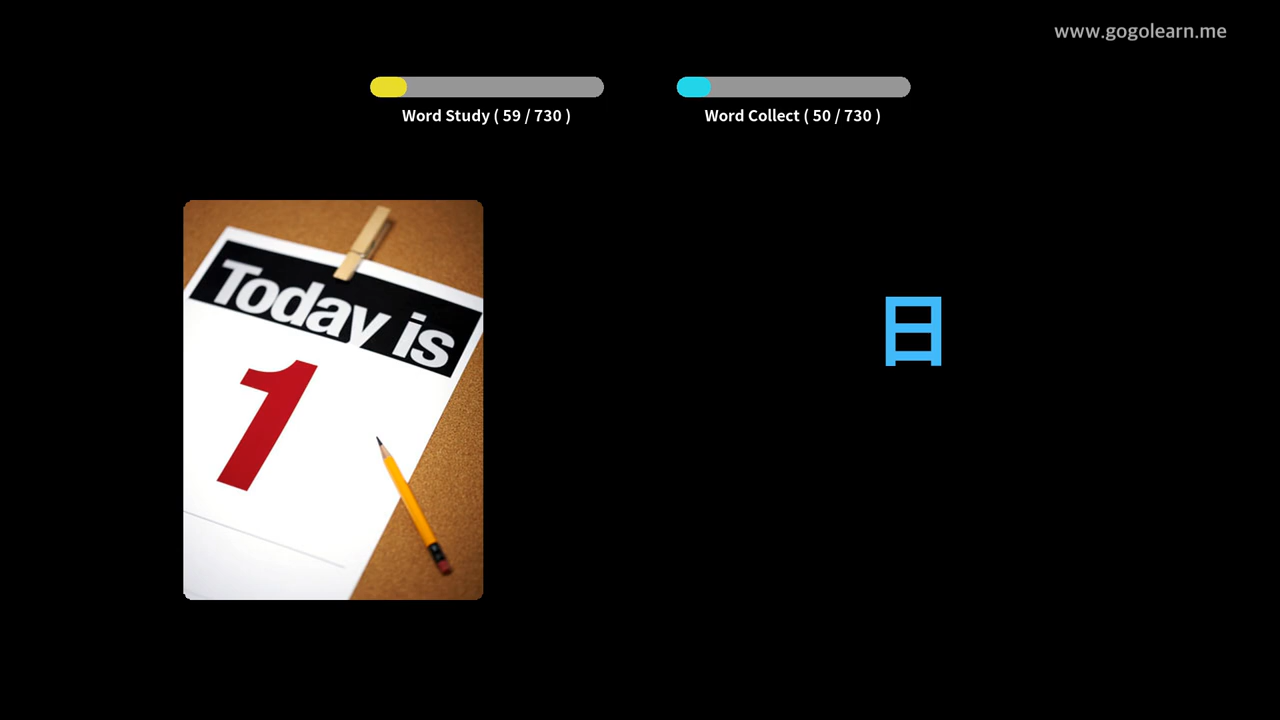 www.gogolearn.me
Word Study ( 59 / 730 )
Word Collect ( 50 / 730 )
Today is
1
日